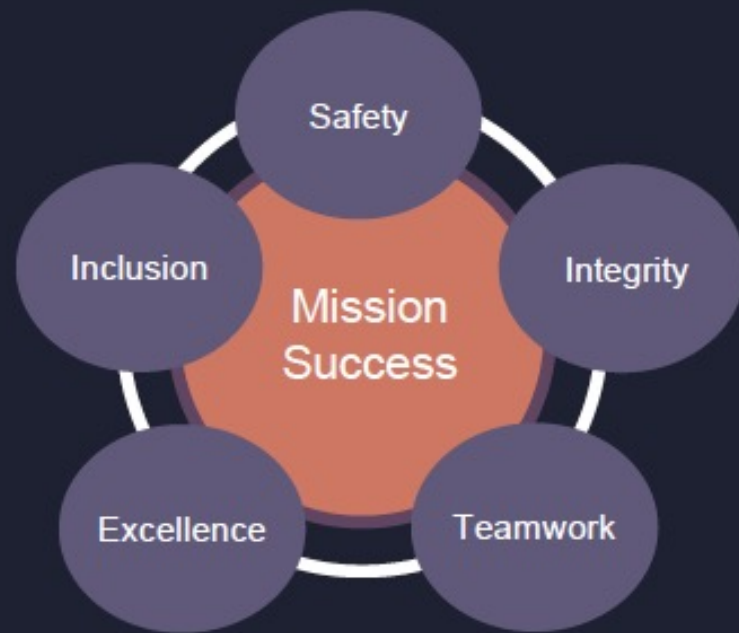 Safety
Inclusion
Integrity
Mission
Success
Excellence
Teamwork